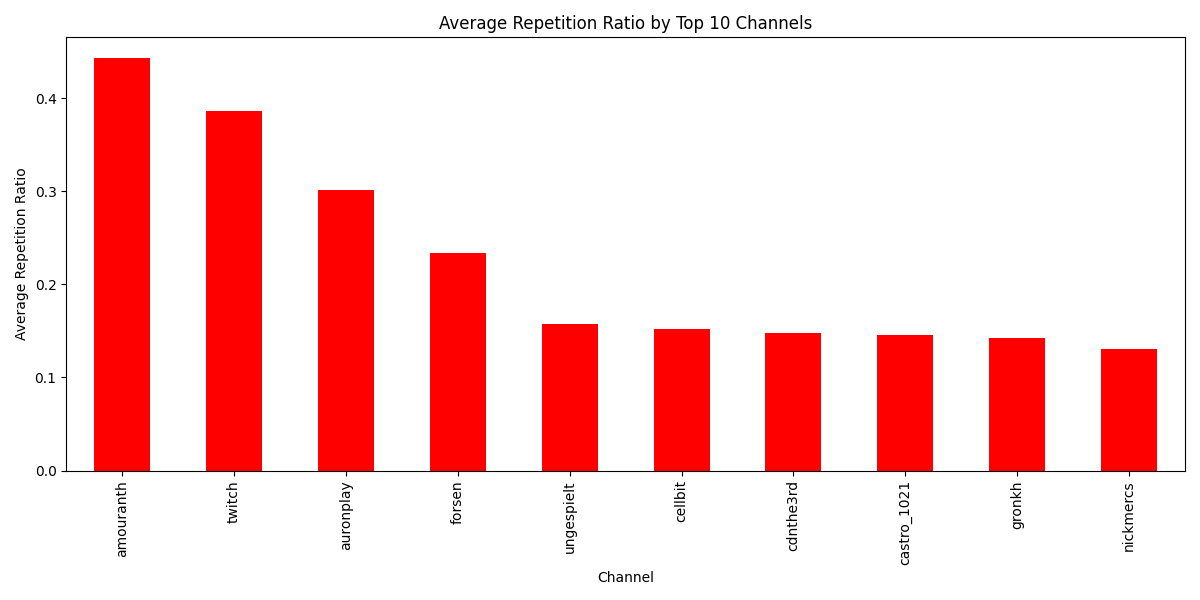 Average Repetition Ratio by Top 10 Channels
Average Repetition Ratio
0.4
0.3
0.2
0.1
0.0
amouranth
twitch
auronplay
forsen
ungespielt
cellbit
cdnthe3rd
castro_1021
gronkh
nickmercs
Channel